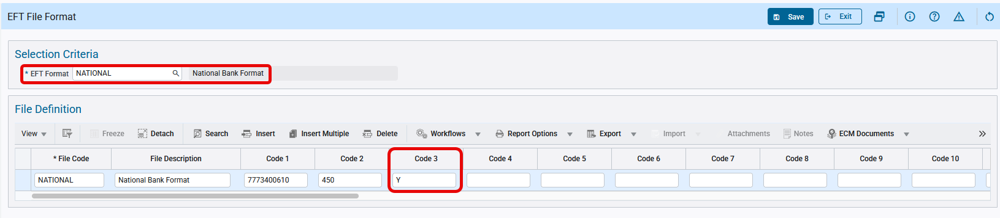 EFT File Format Save Exit
Selection Criteria
* EFT Format NATIONAL National Bank Format
File Definition
View Freeze Detach Search Insert Insert Multiple Delete Workflows Report Options Export Import Attachments Notes ECM Documents
* File Code File Description Code 1 Code 2 Code 3 Code 4 Code 5 Code 6 Code 7 Code 8 Code 9 Code 10
NATIONAL National Bank Format 7773400610 450 Y